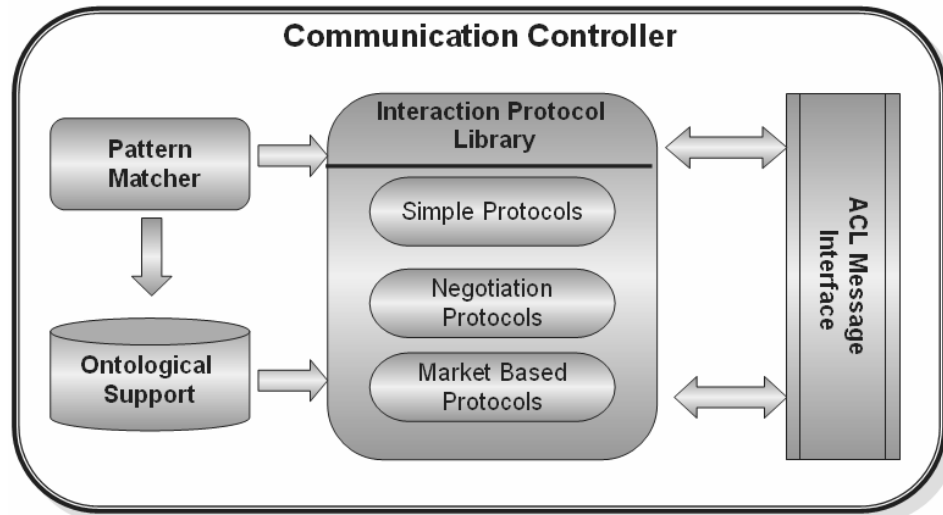 Communication Controller
Pattern
Matcher
Interaction Protocol
Library
Simple Protocols
Negotiation
Protocols
Market Based
Protocols
Ontological
Support
ACL Message
Interface